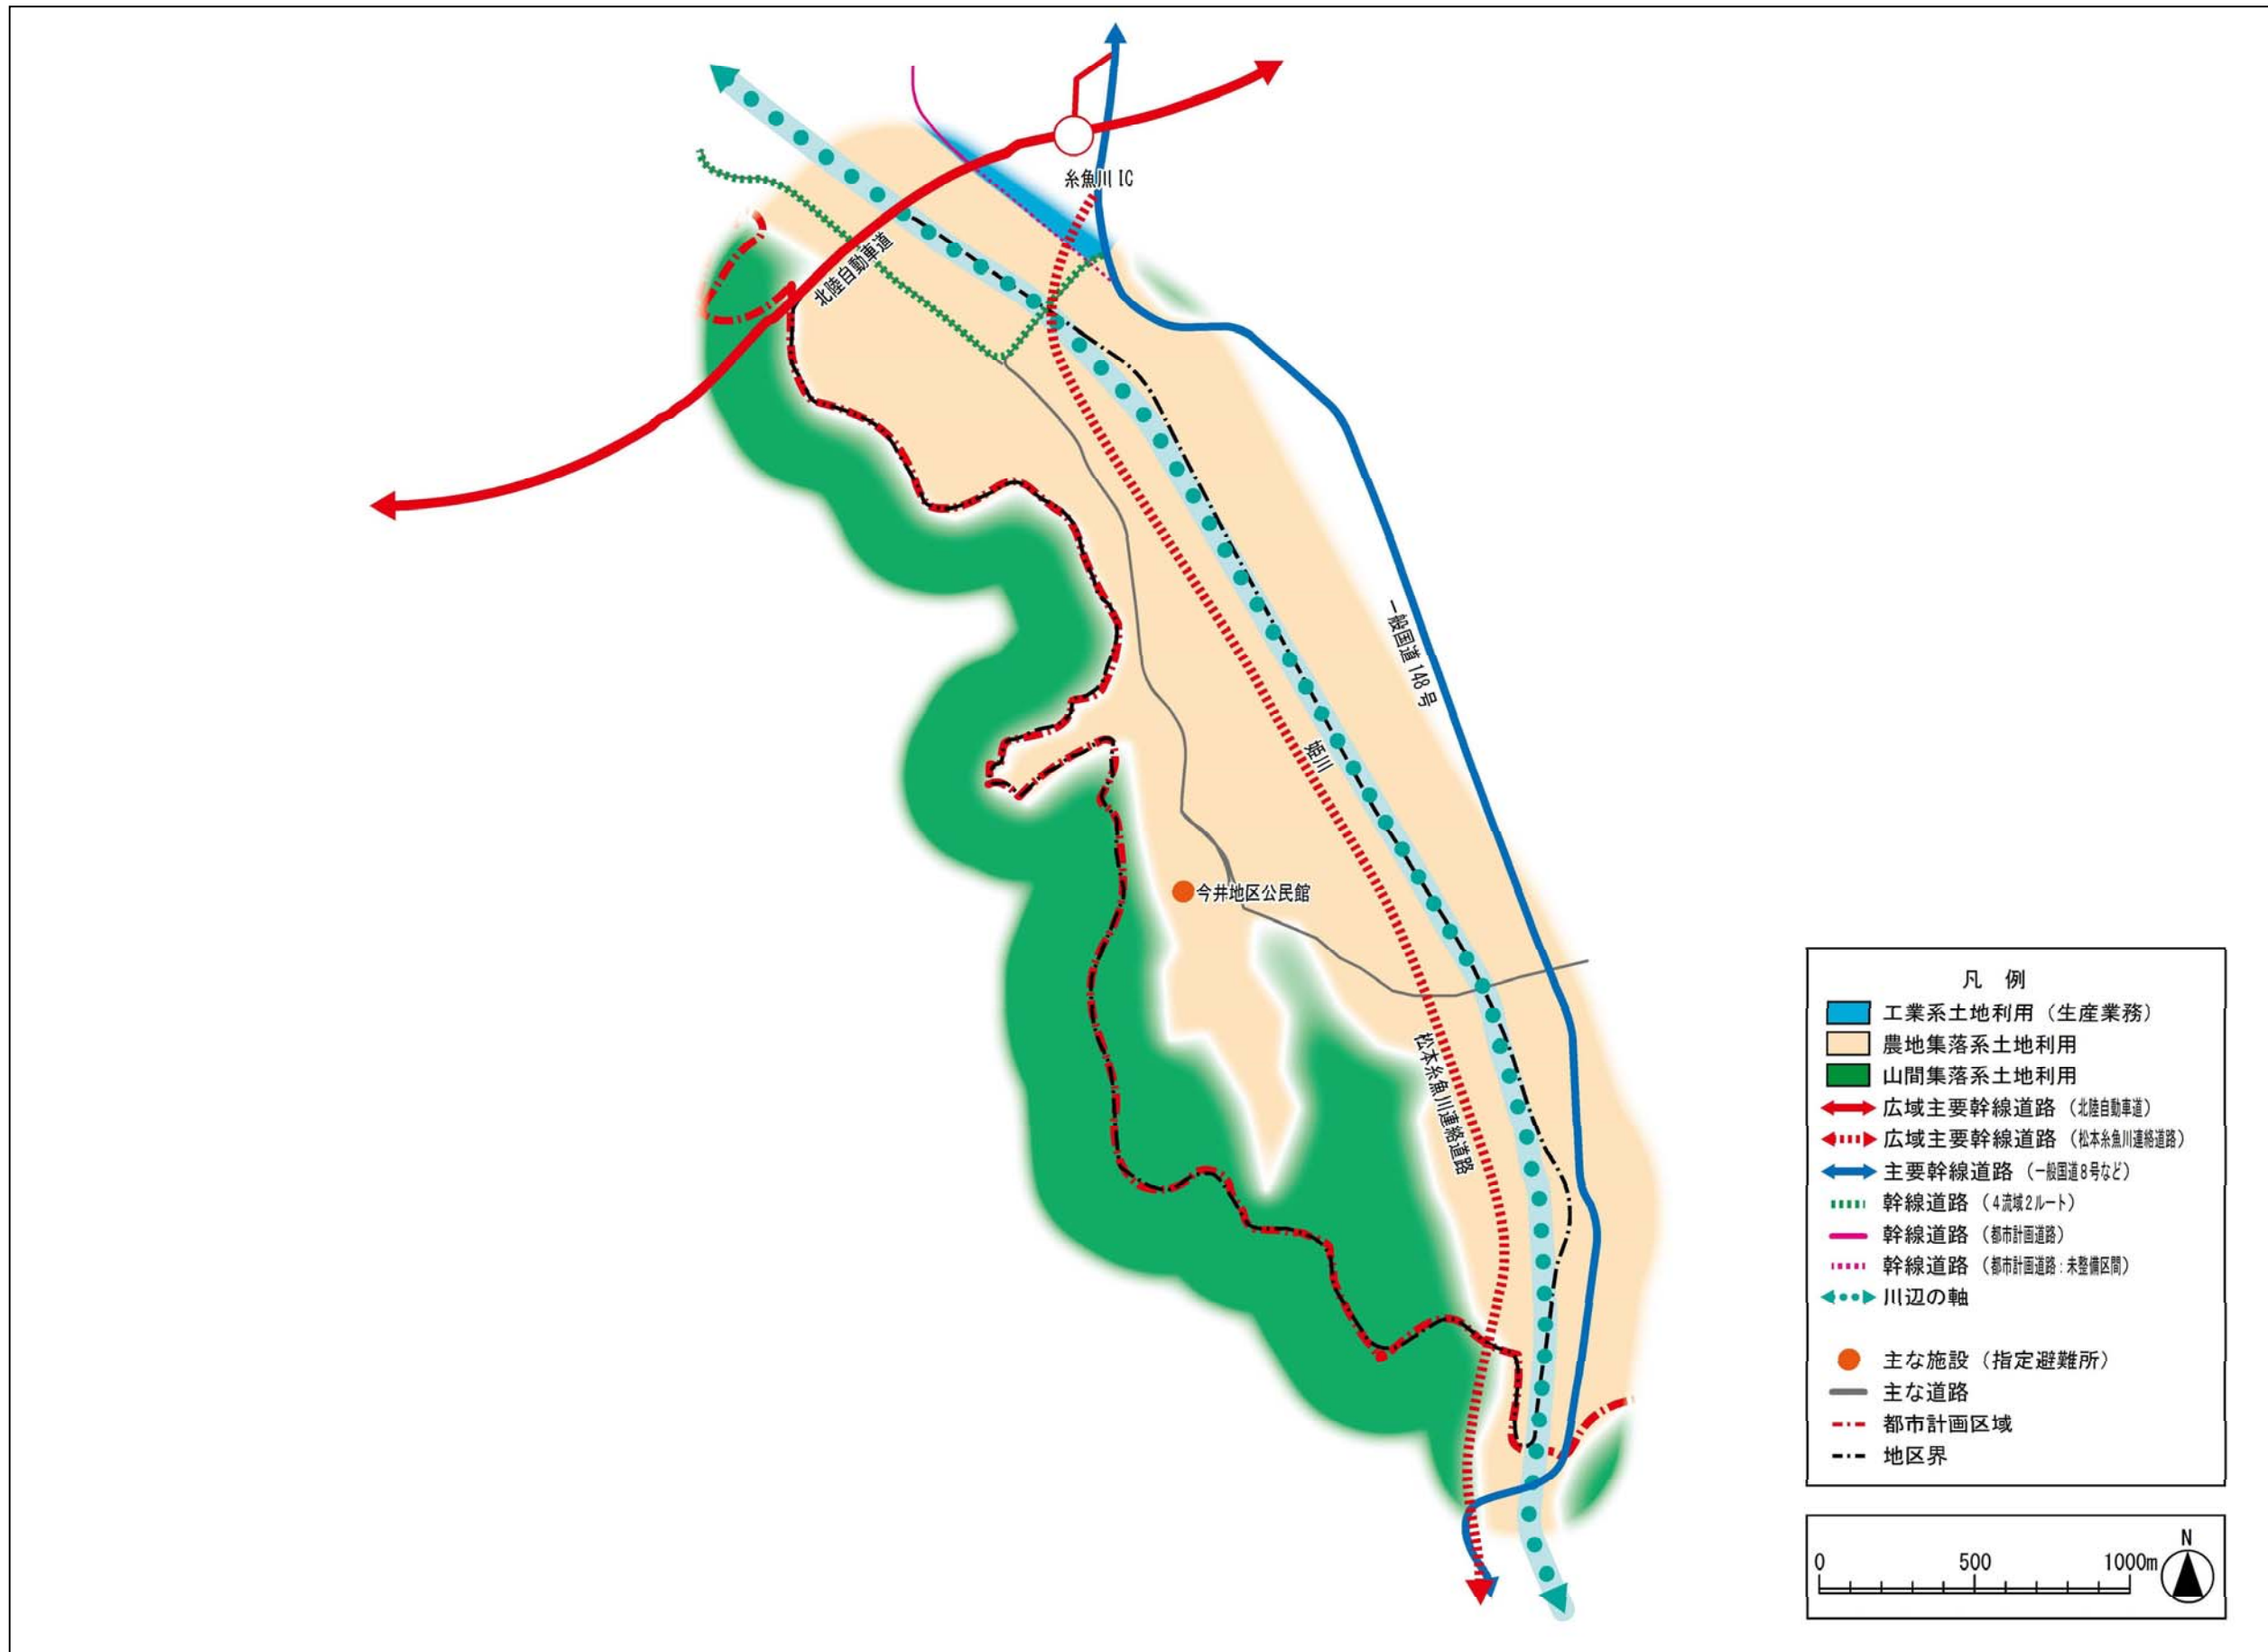 糸魚川 IC
北陸自動車道
一般国道 148 号
姫川
今井地区公民館
松本糸魚川連絡道路
凡 例
工業系土地利用（生産業務）
農地集落系土地利用
山間集落系土地利用
広域主要幹線道路（北陸自動車道）
広域主要幹線道路（松本糸魚川連絡道路）
主要幹線道路（一般国道８号など）
幹線道路（４流域２ルート）
幹線道路（都市計画道路）
幹線道路（都市計画道路：未整備区間）
川辺の軸
主な施設（指定避難所）
主な道路
都市計画区域
地区界
0 500 1000m
N